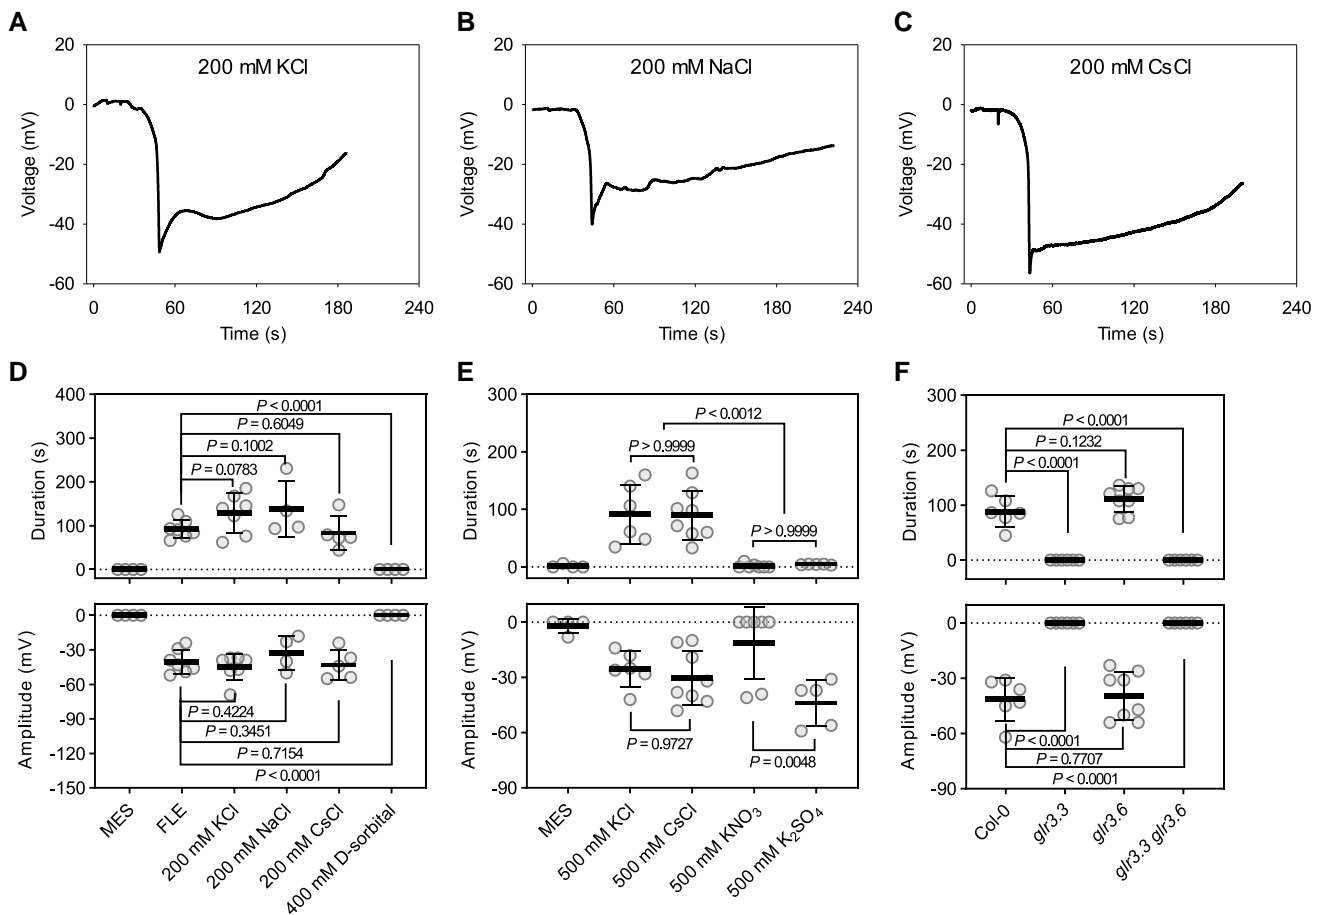 A
B
C
200 mM KCl
200 mM NaCl
200 mM CsCl
Voltage (mV)
20
0
-20
-40
-60
0
60
120
180
240
Time (s)
Voltage (mV)
20
0
-20
-40
-60
0
60
120
180
240
Time (s)
Voltage (mV)
20
0
-20
-40
-60
0
60
120
180
240
Time (s)
D
Duration (s)
400
300
200
100
0
P < 0.0001
P = 0.6049
P = 0.1002
P = 0.0783
Amplitude (mV)
0
-30
-60
-90
-120
-150
P = 0.4224
P = 0.3451
P = 0.7154
P < 0.0001
MES
FLE
200 mM KCl
200 mM NaCl
200 mM CsCl
400 mM D-sorbital
E
Duration (s)
300
200
100
0
P < 0.0012
P > 0.9999
P > 0.9999
Amplitude (mV)
0
-30
-60
-90
P = 0.9727
P = 0.0048
MES
500 mM KCl
500 mM CsCl
500 mM KNO₃
500 mM K₂SO₄
F
Duration (s)
300
200
100
0
P < 0.0001
P = 0.1232
P < 0.0001
Amplitude (mV)
0
-30
-60
-90
P < 0.0001
P = 0.7707
P < 0.0001
Col-0
glr3.3
glr3.6
glr3.3 glr3.6